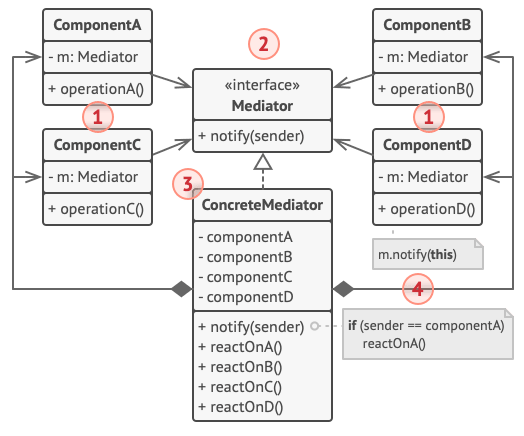 ComponentA
- m: Mediator
+ operationA()
1
ComponentC
- m: Mediator
+ operationC()
2
«interface»
Mediator
+ notify(sender)
ComponentB
- m: Mediator
+ operationB()
1
ComponentD
- m: Mediator
+ operationD()
m.notify(this)
3
ConcreteMediator
- componentA
- componentB
- componentC
- componentD
+ notify(sender)
+ reactOnA()
+ reactOnB()
+ reactOnC()
+ reactOnD()
4
if (sender == componentA)
reactOnA()